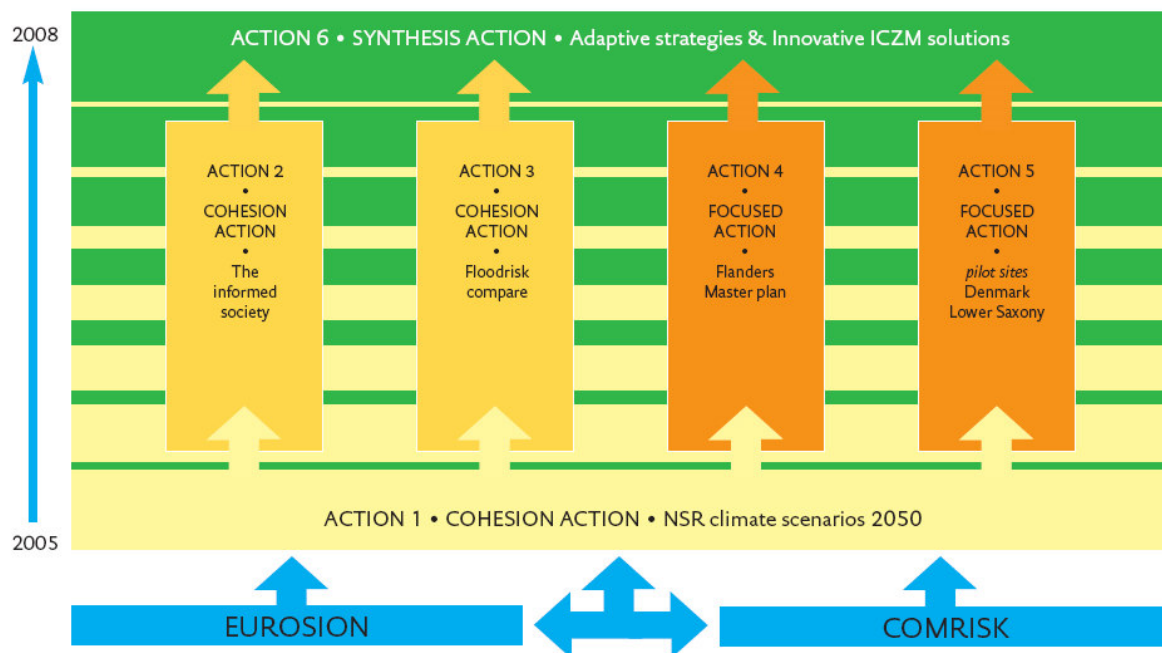 2008
ACTION 6 • SYNTHESIS ACTION • Adaptive strategies & Innovative ICZM solutions
ACTION 2
•
COHESION
ACTION
•
The
informed
society
ACTION 3
•
COHESION
ACTION
•
Floodrisk
compare
ACTION 4
•
FOCUSED
ACTION
•
Flanders
Master plan
ACTION 5
•
FOCUSED
ACTION
•
pilot sites
Denmark
Lower Saxony
ACTION 1 • COHESION ACTION • NSR climate scenarios 2050
2005
EUROSION
COMRISK